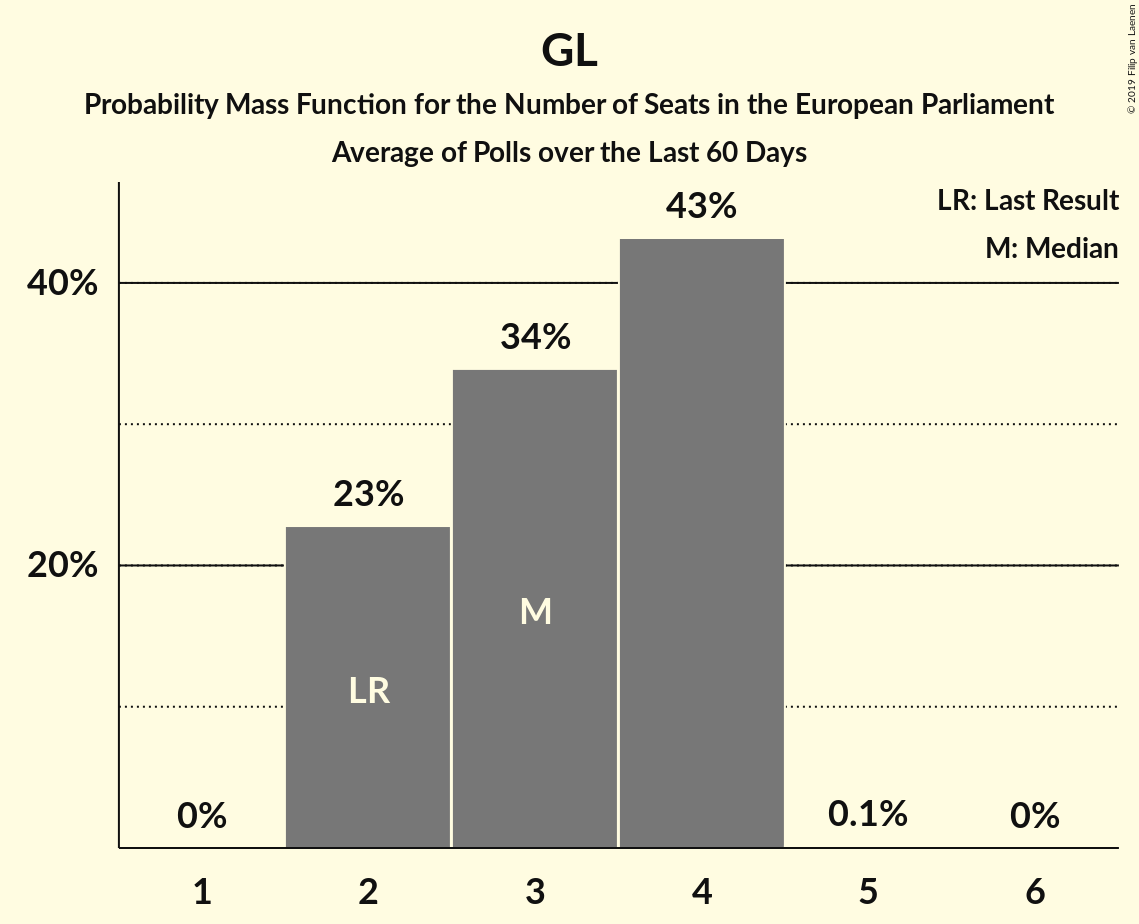 GL
Probability Mass Function for the Number of Seats in the European Parliament
Average of Polls over the Last 60 Days
© 2019 Filip van Laenen
LR: Last Result
M: Median
43%
40%
34%
23%
20%
M
LR
0%
0.1%
0%
1 2 3 4 5 6